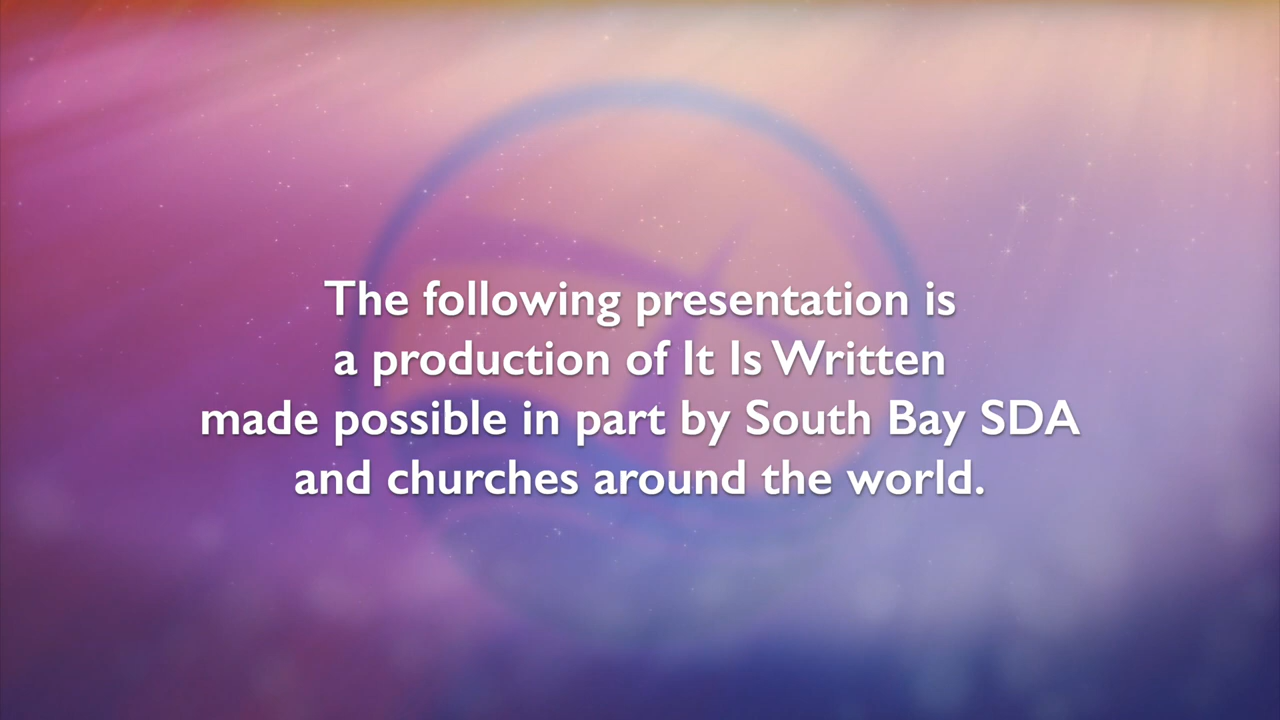 The following presentation is
a production of It Is Written
made possible in part by South Bay SDA
and churches around the world.